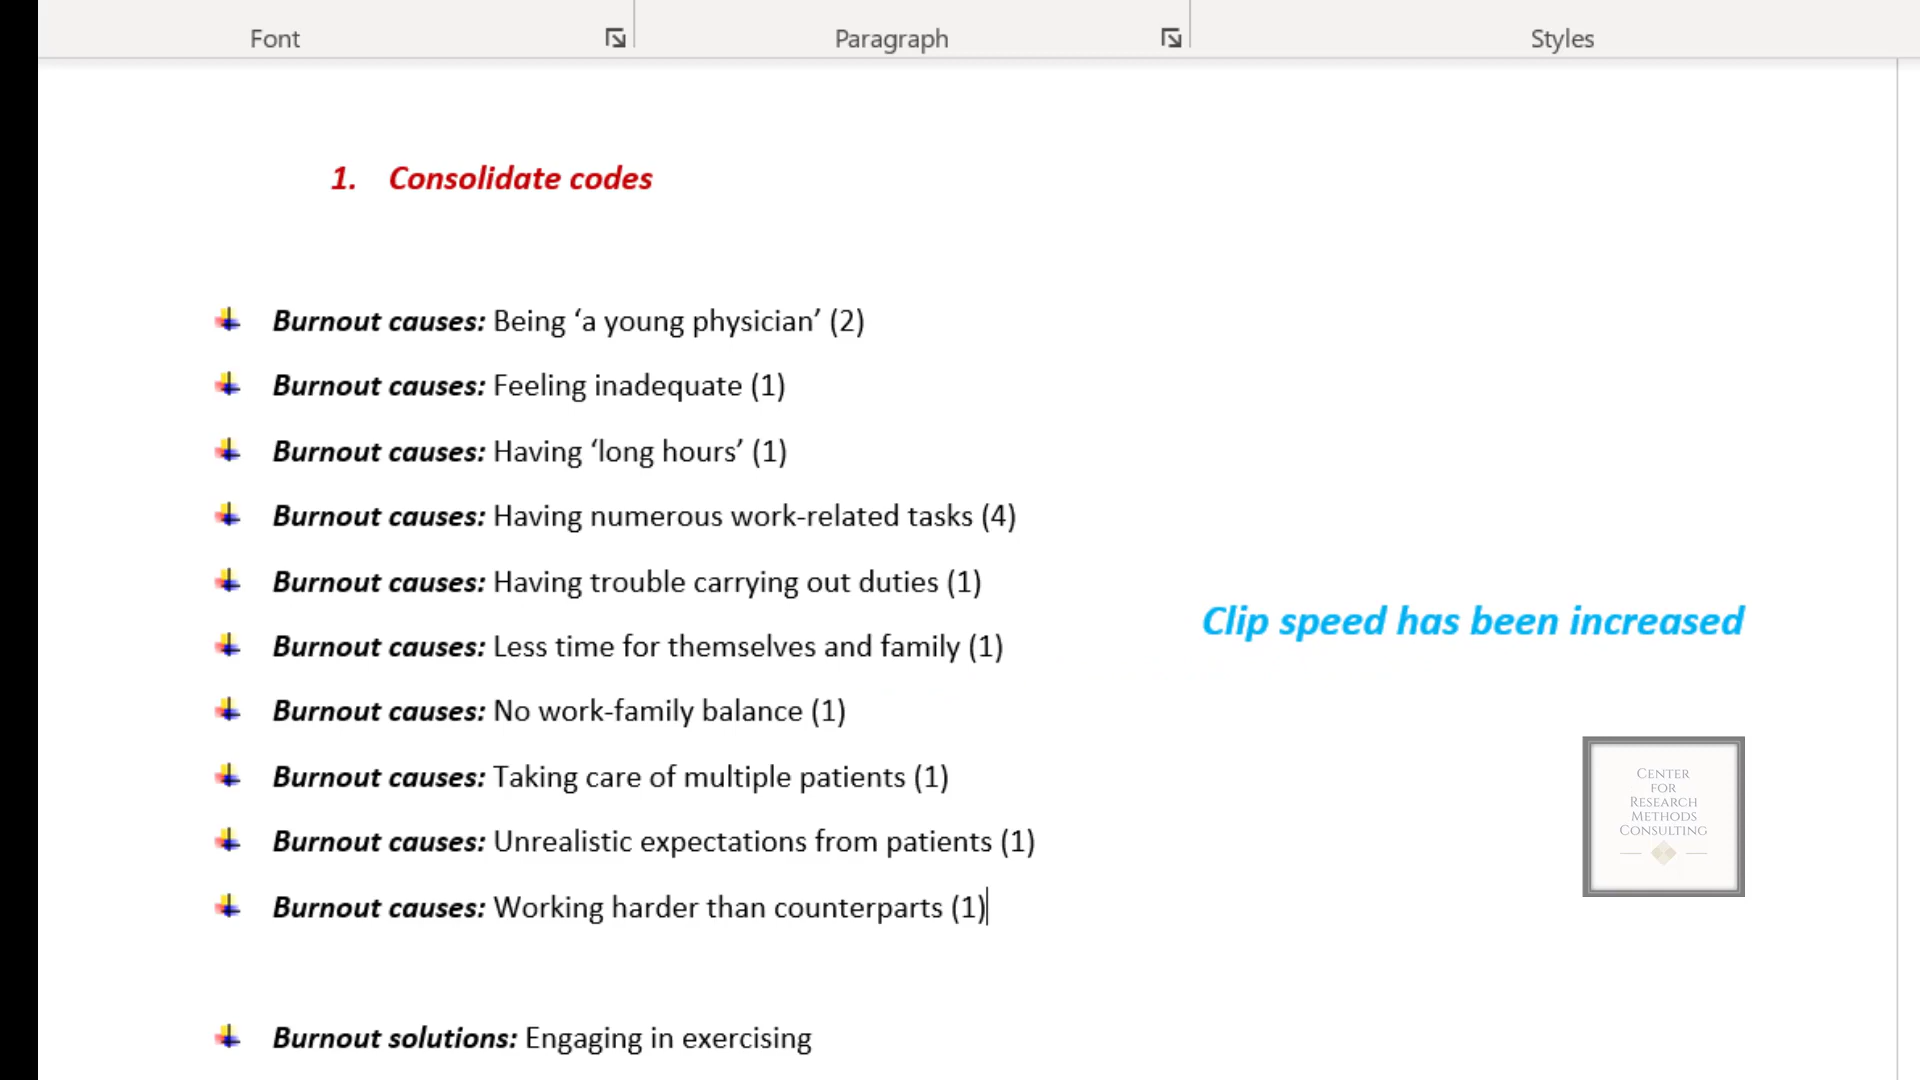 Font
Paragraph
Styles
1. Consolidate codes
Burnout causes: Being ‘a young physician’ (2)
Burnout causes: Feeling inadequate (1)
Burnout causes: Having ‘long hours’ (1)
Burnout causes: Having numerous work-related tasks (4)
Burnout causes: Having trouble carrying out duties (1)
Clip speed has been increased
Burnout causes: Less time for themselves and family (1)
Burnout causes: No work-family balance (1)
Burnout causes: Taking care of multiple patients (1)
Burnout causes: Unrealistic expectations from patients (1)
Burnout causes: Working harder than counterparts (1)
CENTER
FOR
RESEARCH
METHODS
CONSULTING
Burnout solutions: Engaging in exercising